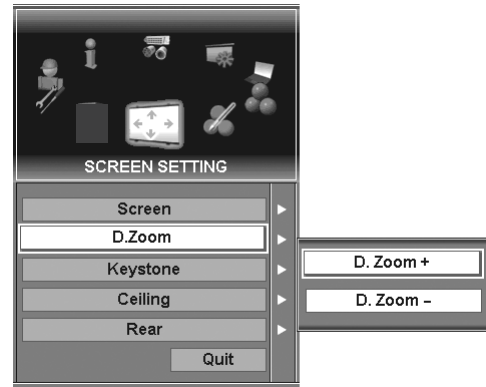 SCREEN SETTING
Screen
D.Zoom
Keystone
Ceiling
Rear
Quit
D. Zoom +
D. Zoom –